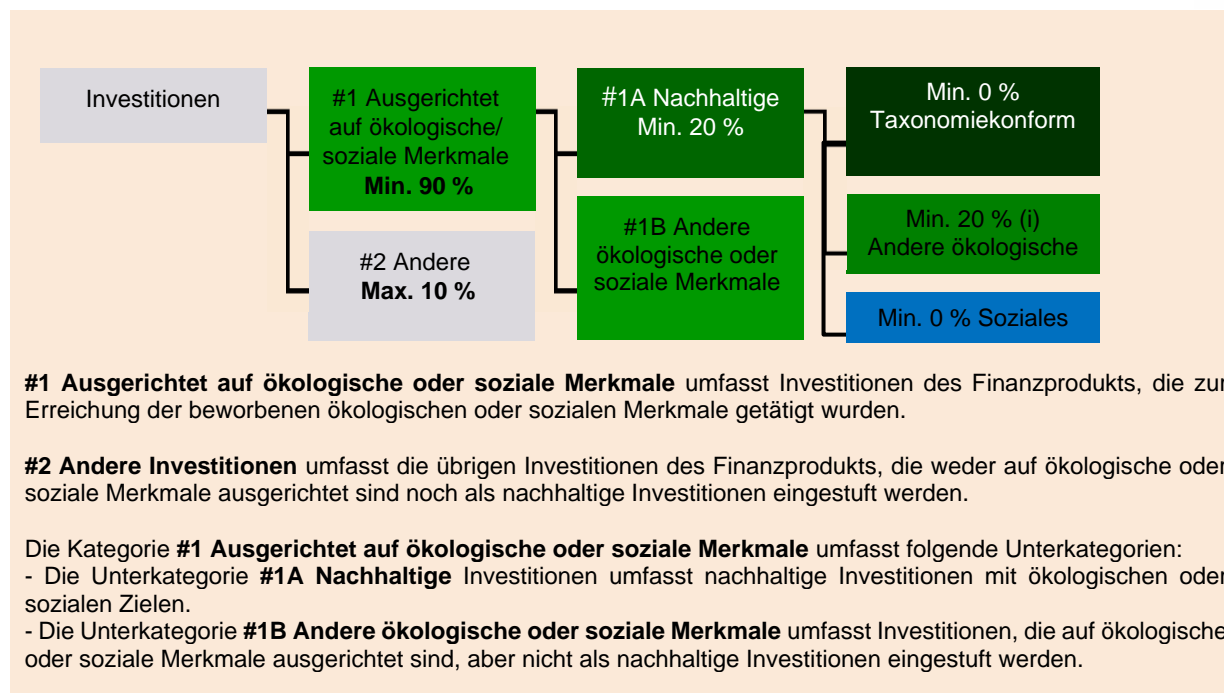 Investitionen
#1 Ausgerichtet
auf ökologische/
soziale Merkmale
Min. 90 %
#2 Andere
Max. 10 %
#1A Nachhaltige
Min. 20 %
#1B Andere
ökologische oder
soziale Merkmale
Min. 0 %
Taxonomiekonform
Min. 20 % (i)
Andere ökologische
Min. 0 % Soziales
#1 Ausgerichtet auf ökologische oder soziale Merkmale umfasst Investitionen des Finanzprodukts, die zur
Erreichung der beworbenen ökologischen oder sozialen Merkmale getätigt wurden.
#2 Andere Investitionen umfasst die übrigen Investitionen des Finanzprodukts, die weder auf ökologische oder
soziale Merkmale ausgerichtet sind noch als nachhaltige Investitionen eingestuft werden.
Die Kategorie #1 Ausgerichtet auf ökologische oder soziale Merkmale umfasst folgende Unterkategorien:
- Die Unterkategorie #1A Nachhaltige Investitionen umfasst nachhaltige Investitionen mit ökologischen oder
sozialen Zielen.
- Die Unterkategorie #1B Andere ökologische oder soziale Merkmale umfasst Investitionen, die auf ökologische
oder soziale Merkmale ausgerichtet sind, aber nicht als nachhaltige Investitionen eingestuft werden.